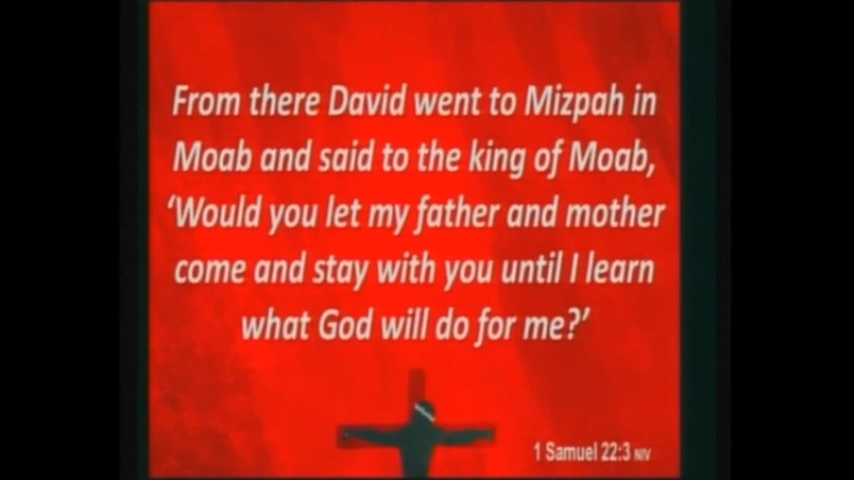 From there David went to Mizpah in
Moab and said to the king of Moab,
‘Would you let my father and mother
come and stay with you until I learn
what God will do for me?’
1 Samuel 22:3 NIV